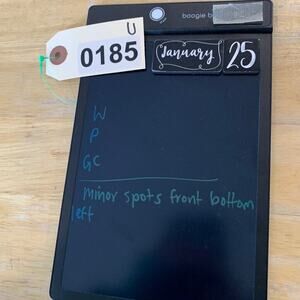 U
0185
boogie b
January 25
W
P
GC
minor spots front bottom
left